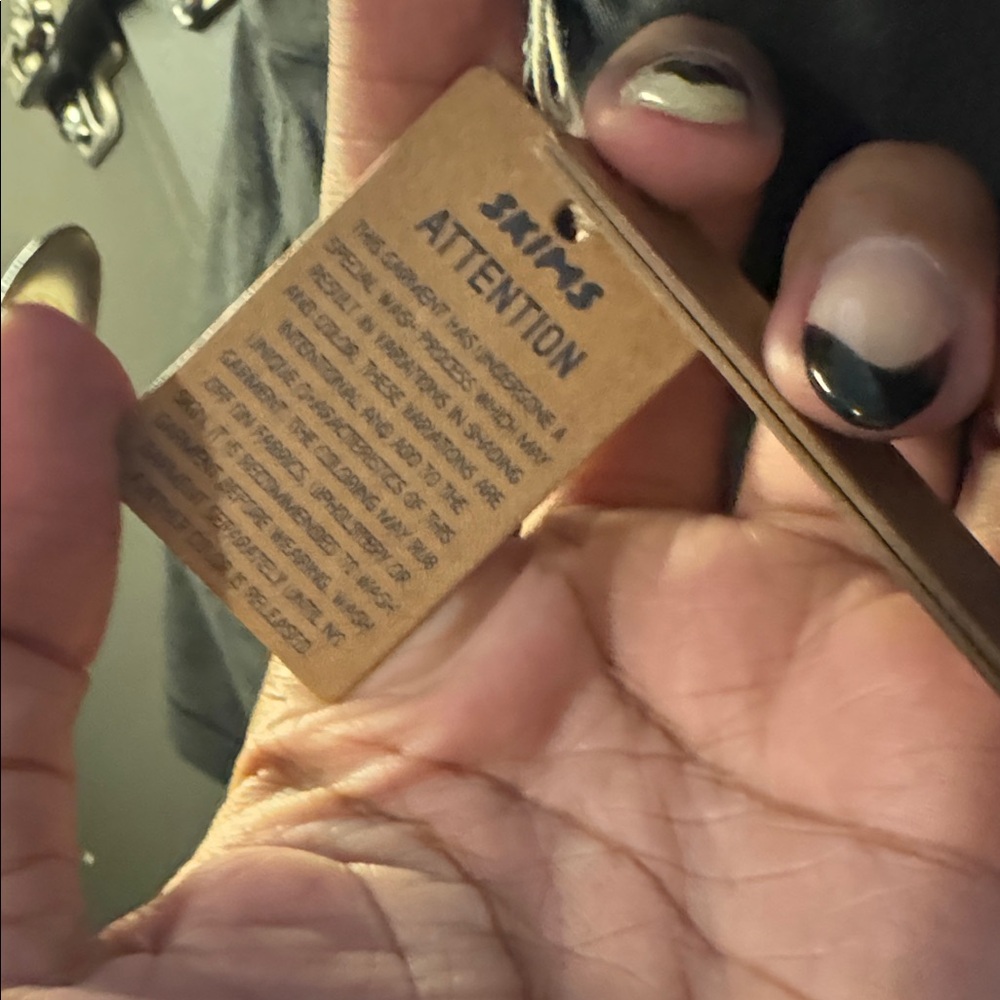 SKIMS
ATTENTION
THIS GARMENT HAS UNDERGONE A
SPECIAL WASH PROCESS WHICH MAY
RESULT IN VARIATIONS IN SHADING
AND COLOR. THESE VARIATIONS ARE
INTENTIONAL AND ADD TO THE
UNIQUE CHARACTERISTICS OF THIS
GARMENT. THE COLORING MAY RUB
OFF ON FABRICS, UPHOLSTERY OR
SKIN. IT IS RECOMMENDED TO WASH
GARMENT BEFORE WEARING. WASH
GARMENT SEPARATELY UNTIL NO
FURTHER COLOR IS RELEASED.